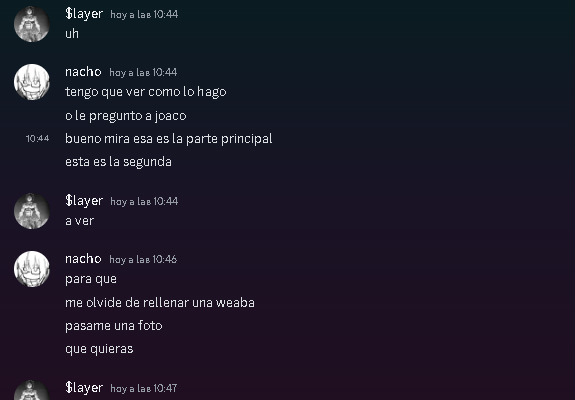 $layer hoy a las 10:44
uh
nacho hoy a las 10:44
tengo que ver como lo hago
o le pregunto a joaco
10:44 bueno mira esa es la parte principal
esta es la segunda
$layer hoy a las 10:44
a ver
nacho hoy a las 10:46
para que
me olvide de rellenar una weaba
pasame una foto
que quieras
$layer hoy a las 10:47